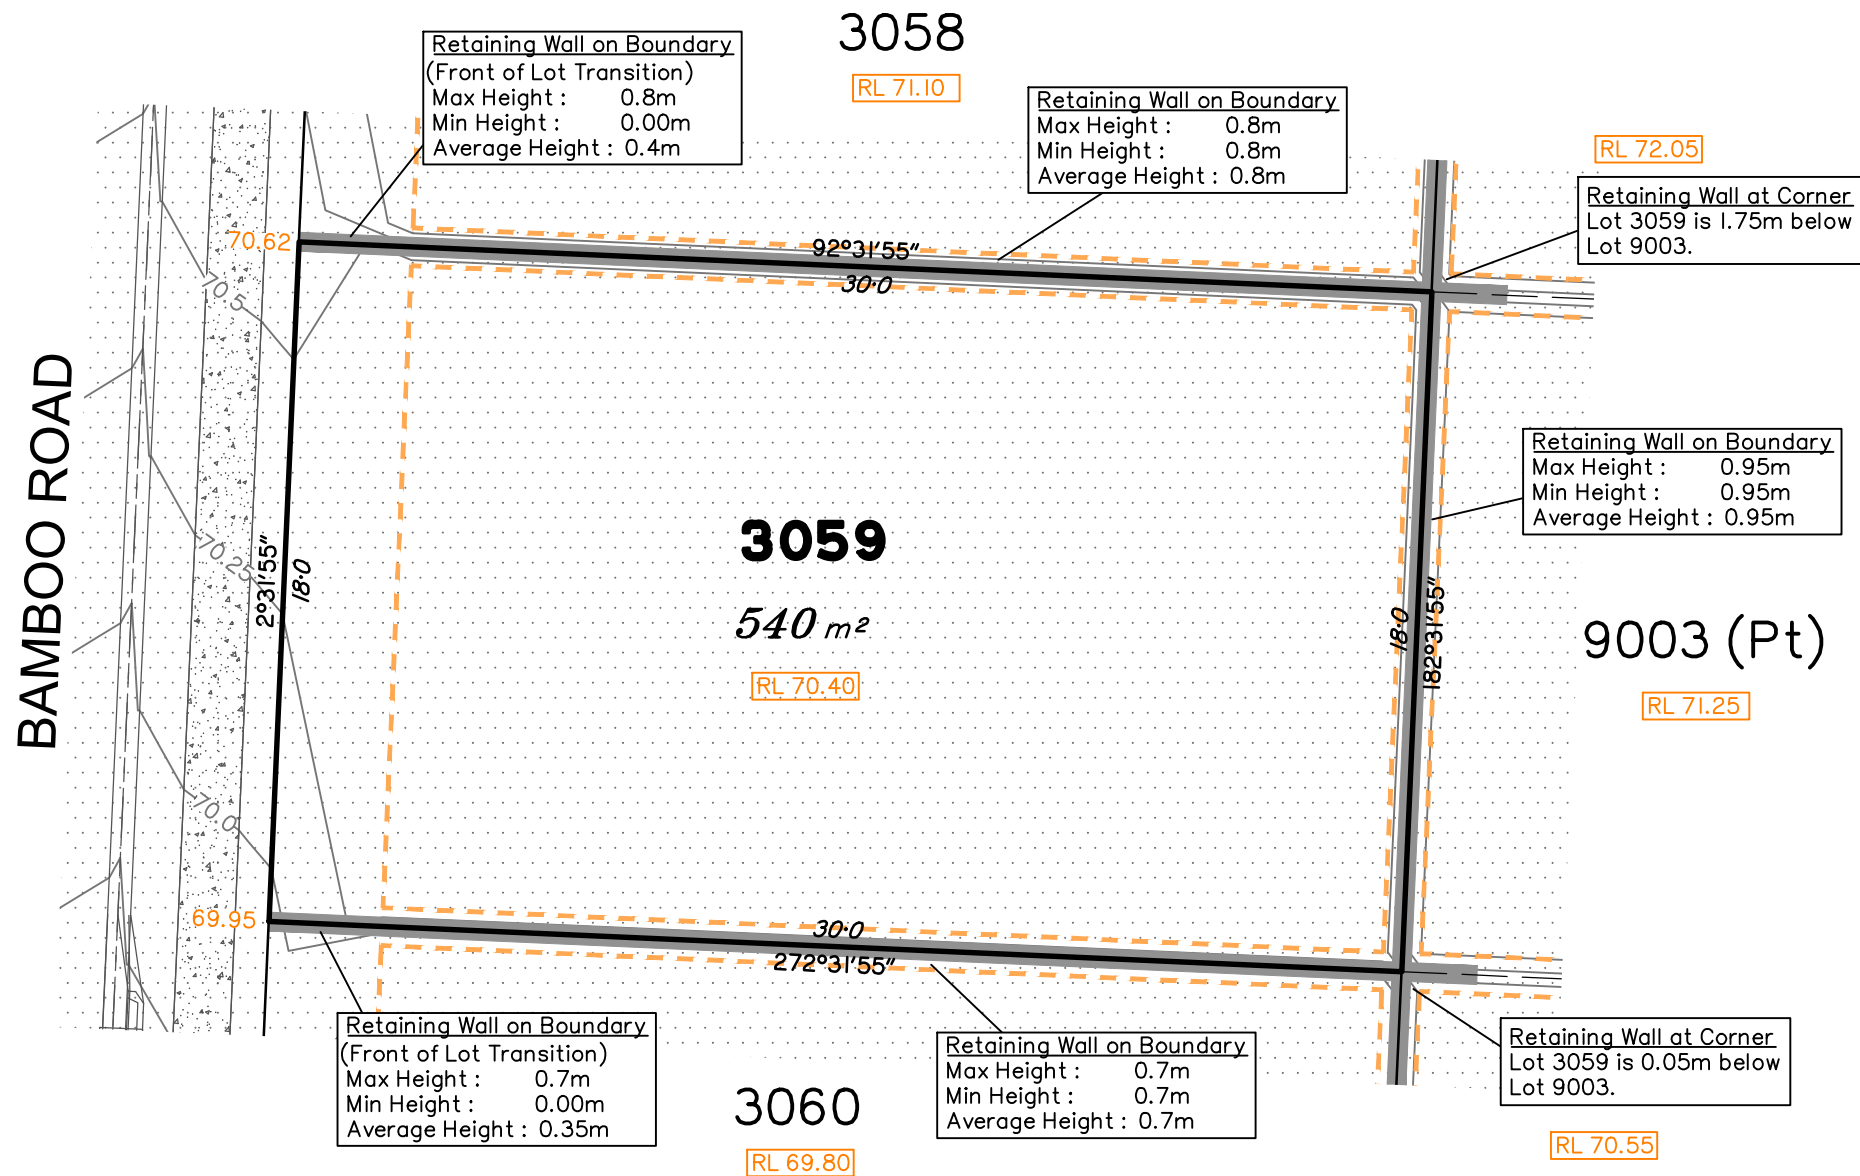 3058
RL 71.10
Retaining Wall on Boundary
(Front of Lot Transition)
Max Height : 0.8m
Min Height : 0.00m
Average Height : 0.4m
Retaining Wall on Boundary
Max Height : 0.8m
Min Height : 0.8m
Average Height : 0.8m
RL 72.05
Retaining Wall at Corner
Lot 3059 is 1.75m below
Lot 9003.
70.62
92°31'55"
30·0
70.5
BAMBOO ROAD
Retaining Wall on Boundary
Max Height : 0.95m
Min Height : 0.95m
Average Height : 0.95m
3059
540 m²
RL 70.40
70.25
2°31'55"
18·0
18·0
182°31'55"
9003 (Pt)
RL 71.25
70.0
69.95
30·0
272°31'55"
Retaining Wall on Boundary
(Front of Lot Transition)
Max Height : 0.7m
Min Height : 0.00m
Average Height : 0.35m
3060
RL 69.80
Retaining Wall on Boundary
Max Height : 0.7m
Min Height : 0.7m
Average Height : 0.7m
Retaining Wall at Corner
Lot 3059 is 0.05m below
Lot 9003.
RL 70.55